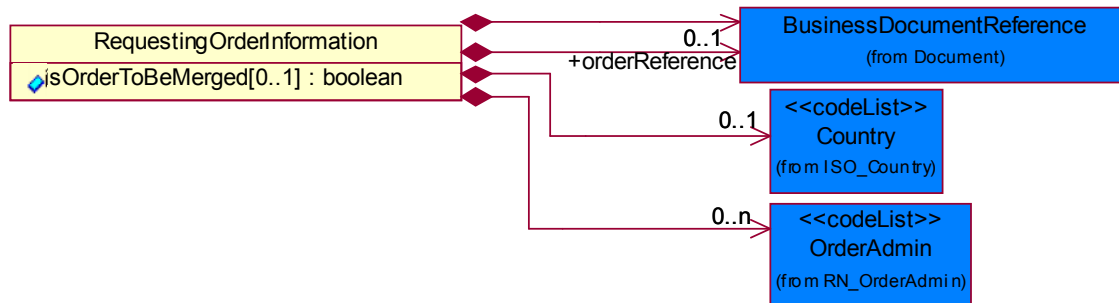 RequestingOrderInformation
isOrderToBeMerged[0..1] : boolean
BusinessDocumentReference
(from Document)
0..1
+orderReference
<<codeList>>
Country
(from ISO_Country)
0..1
<<codeList>>
OrderAdmin
(from RN_OrderAdmin)
0..n